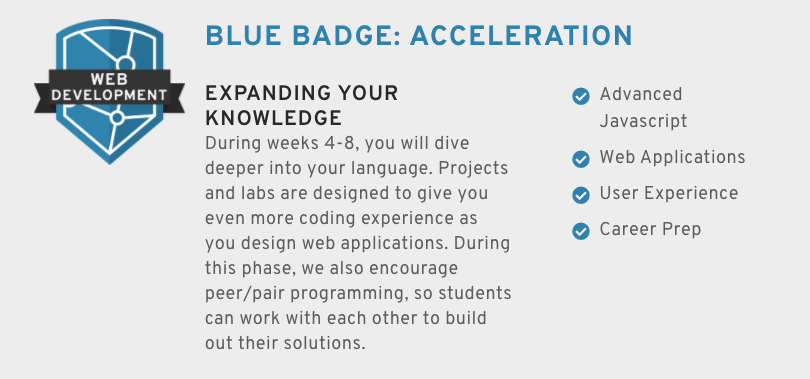 WEB
DEVELOPMENT
BLUE BADGE: ACCELERATION
EXPANDING YOUR
KNOWLEDGE
During weeks 4-8, you will dive
deeper into your language. Projects
and labs are designed to give you
even more coding experience as
you design web applications. During
this phase, we also encourage
peer/pair programming, so students
can work with each other to build
out their solutions.
Advanced
Javascript
Web Applications
User Experience
Career Prep